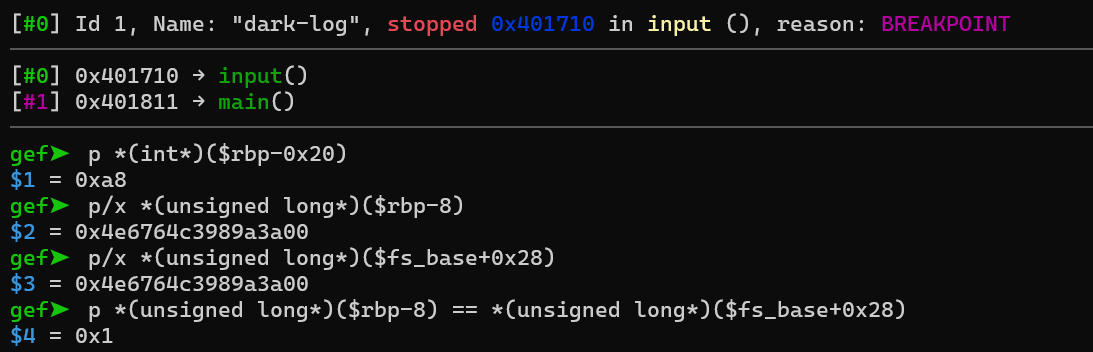 [#0] Id 1, Name: "dark-log", stopped 0x401710 in input (), reason: BREAKPOINT
[#0] 0x401710 → input()
[#1] 0x401811 → main()
gef➤  p *(int*)($rbp-0x20)
$1 = 0xa8
gef➤  p/x *(unsigned long*)($rbp-8)
$2 = 0x4e6764c3989a3a00
gef➤  p/x *(unsigned long*)($fs_base+0x28)
$3 = 0x4e6764c3989a3a00
gef➤  p *(unsigned long*)($rbp-8) == *(unsigned long*)($fs_base+0x28)
$4 = 0x1